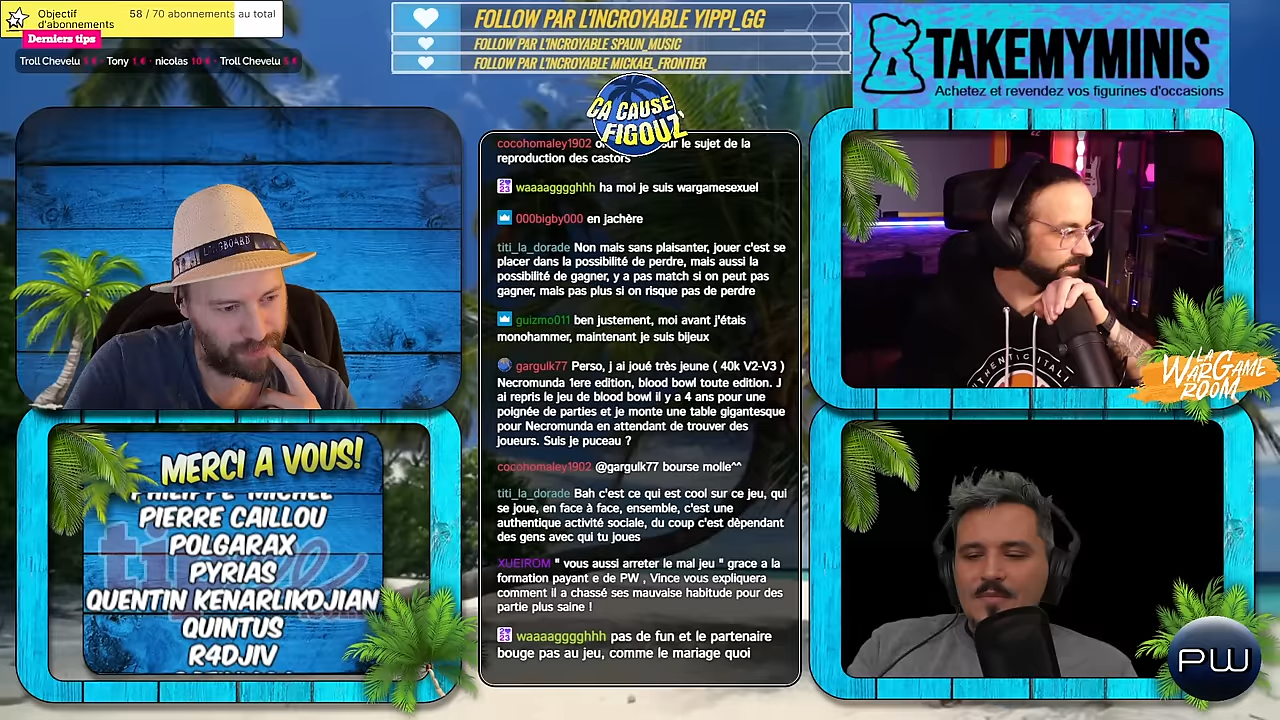 Objectif
d'abonnements
58 / 70 abonnements au total
Derniers tips
Troll Chevelu 5 € • Tony 1 € • nicolas 10 € • Troll Chevelu 5 €
FOLLOW PAR L'INCROYABLE YIPPI_GG
FOLLOW PAR L'INCROYABLE SPAUN_MUSIC
FOLLOW PAR L'INCROYABLE MICKAEL_FRONTIER
TAKEMYMINIS
Achetez et revendez vos figurines d'occasions
ÇA CAUSE
FIGOUZ'
cocohomaley1902 sur le sujet de la
reproduction des castors
waaaagggghhh ha moi je suis wargamesexuel
000bigby000 en jachère
titi_la_dorade Non mais sans plaisanter, jouer c'est se
placer dans la possibilité de perdre, mais aussi la
possibilité de gagner, y a pas match si on peut pas
gagner, mais pas plus si on risque pas de perdre
guizmo011 ben justement, moi avant j'étais
monohammer, maintenant je suis bijeux
gargulk77 Perso, j ai joué très jeune ( 40k V2-V3 )
Necromunda 1ere edition, blood bowl toute edition. J
ai repris le jeu de blood bowl il y a 4 ans pour une
poignée de parties et je monte une table gigantesque
pour Necromunda en attendant de trouver des
joueurs. Suis je puceau ?
cocohomaley1902 @gargulk77 bourse molle^^
titi_la_dorade Bah c'est ce qui est cool sur ce jeu, qui
se joue, en face à face, ensemble, c'est une
authentique activité sociale, du coup c'est dèpendant
des gens avec qui tu joues
XUEIROM " vous aussi arreter le mal jeu " grace a la
formation payant e de PW , Vince vous expliquera
comment il a chassé ses mauvaise habitude pour des
partie plus saine !
waaaagggghhh pas de fun et le partenaire
bouge pas au jeu, comme le mariage quoi
LONGBOARD
MERCI A VOUS!
PHILIPPE MICHEL
PIERRE CAILLOU
POLGARAX
PYRIAS
QUENTIN KENARLIKDJIAN
QUINTUS
R4DJIV
LA
WARGAME
ROOM
PW